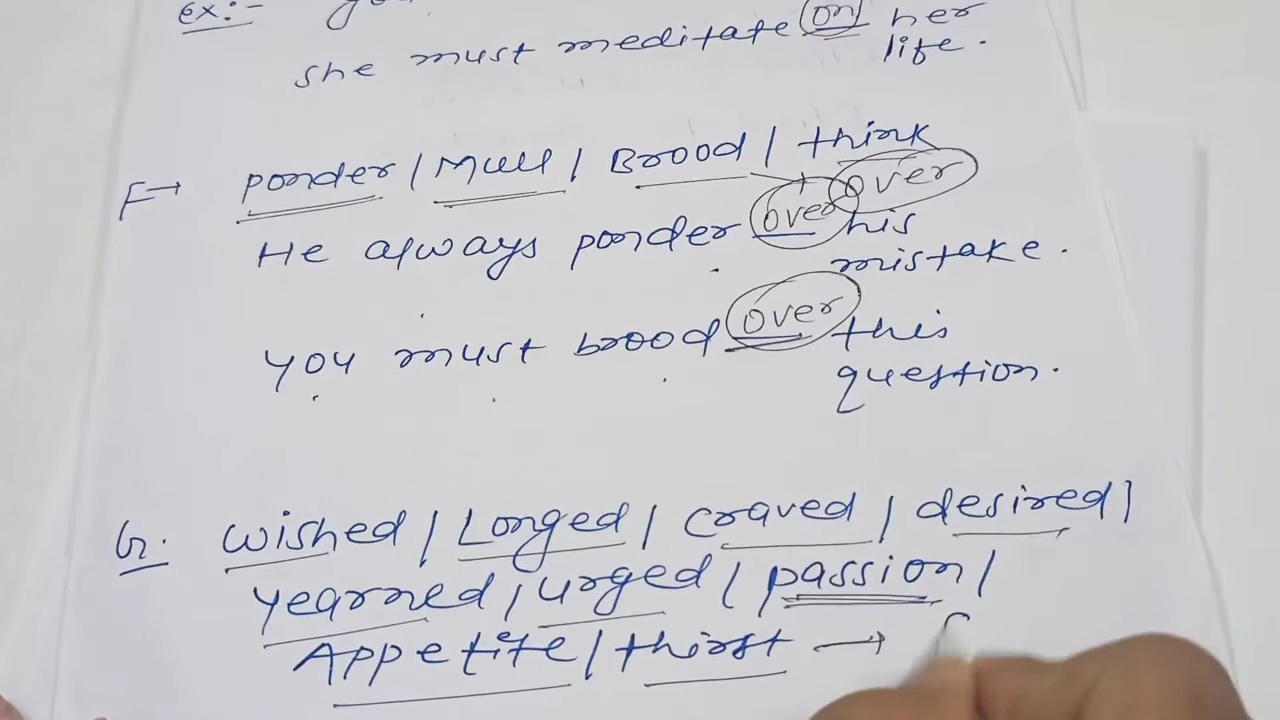 Ex:-
she must meditate on her
life.
F→ ponder / Mull / Brood / think
over
He always ponder over his
mistake.
you must brood over this
question.
G. wished / Longed / craved / desired /
yearned / urged / passion /
Appetite / thirst →